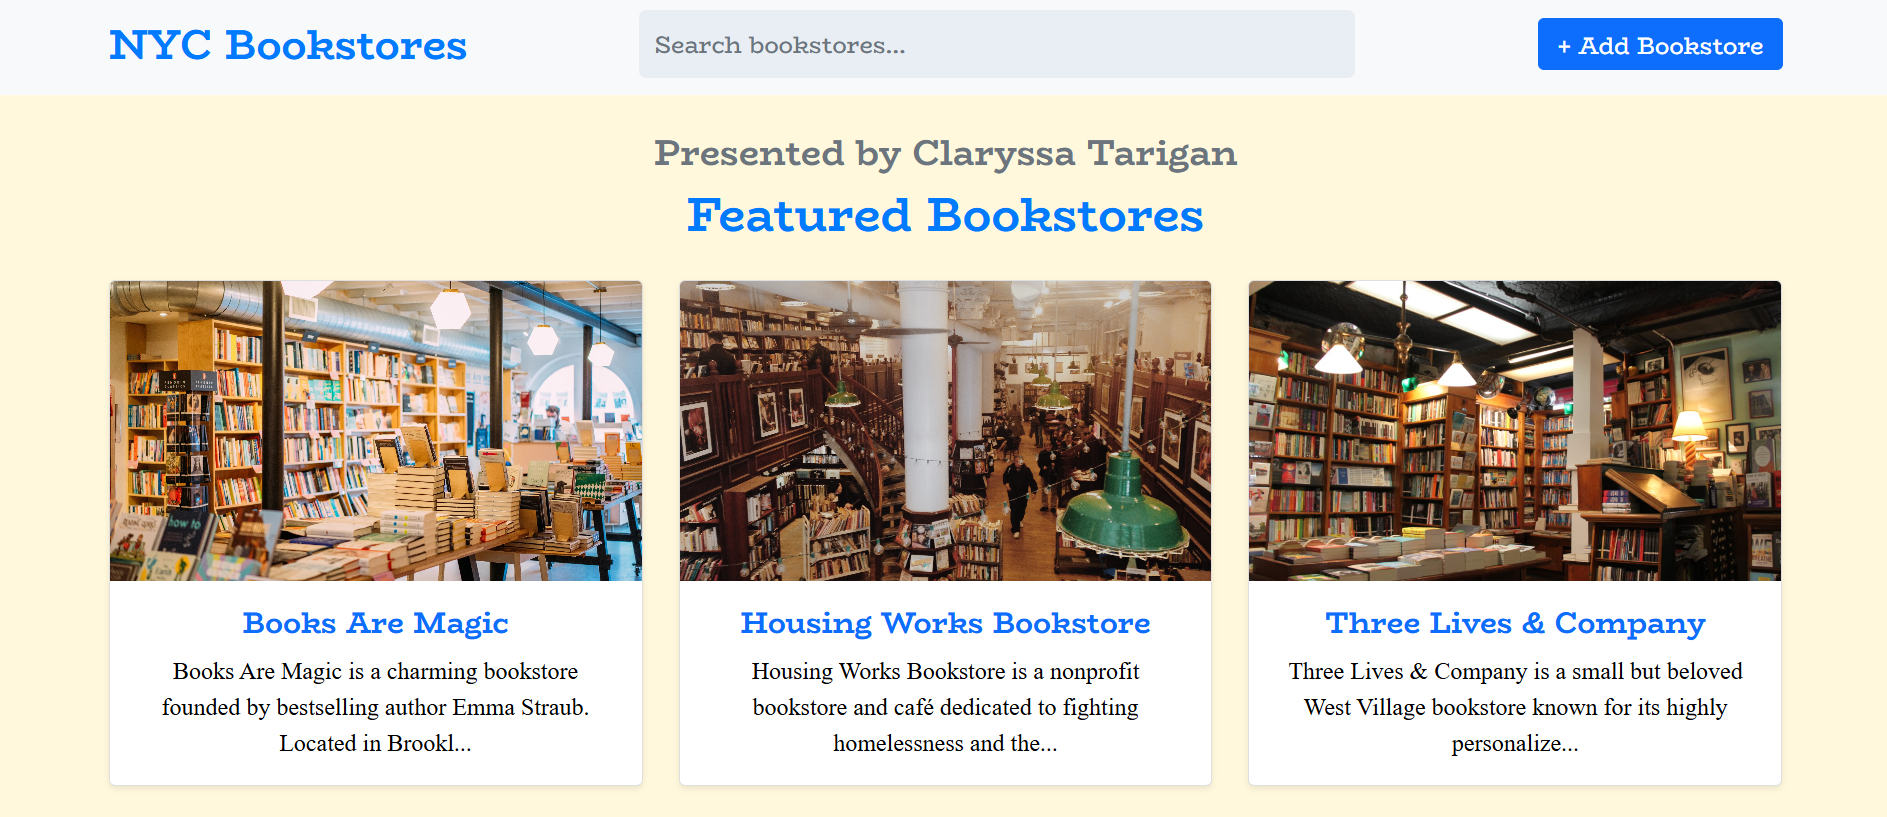 NYC Bookstores
Search bookstores...
+ Add Bookstore
Presented by Claryssa Tarigan
Featured Bookstores
how to
Books Are Magic
Books Are Magic is a charming bookstore
founded by bestselling author Emma Straub.
Located in Brookl...
Housing Works Bookstore
Housing Works Bookstore is a nonprofit
bookstore and café dedicated to fighting
homelessness and the...
Three Lives & Company
Three Lives & Company is a small but beloved
West Village bookstore known for its highly
personalize...